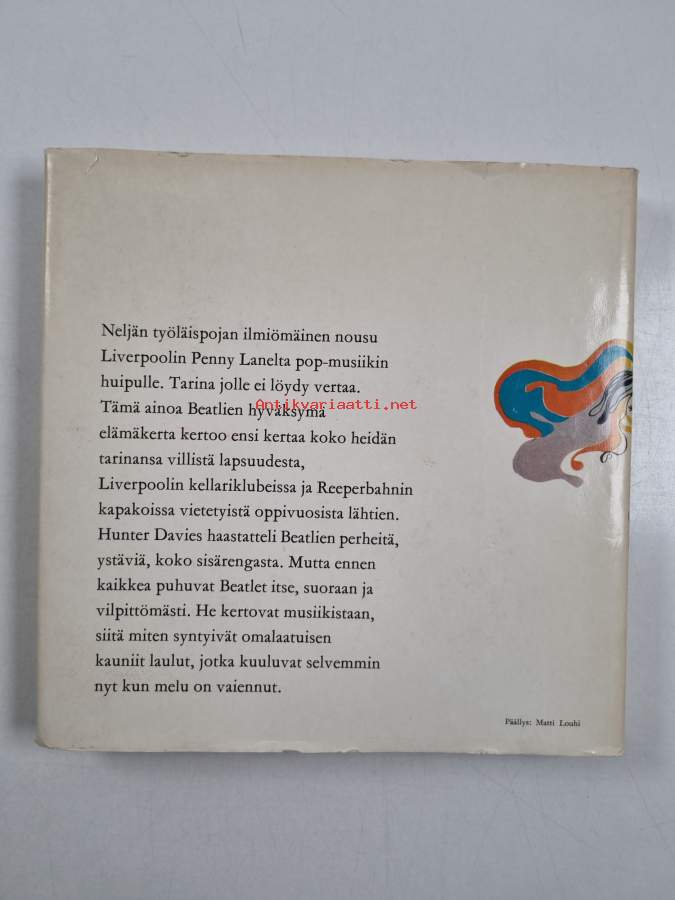 Neljän työläispojan ilmiömäinen nousu
Liverpoolin Penny Lanelta pop-musiikin
huipulle. Tarina jolle ei löydy vertaa.
Antikvariaatti.net
Tämä ainoa Beatlien hyväksymä
elämäkerta kertoo ensi kertaa koko heidän
tarinansa villistä lapsuudesta,
Liverpoolin kellariklubeissa ja Reeperbahnin
kapakoissa vietetyistä oppivuosista lähtien.
Hunter Davies haastatteli Beatlien perheitä,
ystäviä, koko sisärengasta. Mutta ennen
kaikkea puhuvat Beatlet itse, suoraan ja
vilpittömästi. He kertovat musiikistaan,
siitä miten syntyivät omalaatuisen
kauniit laulut, jotka kuuluvat selvemmin
nyt kun melu on vaiennut.
Päällys: Matti Louhi